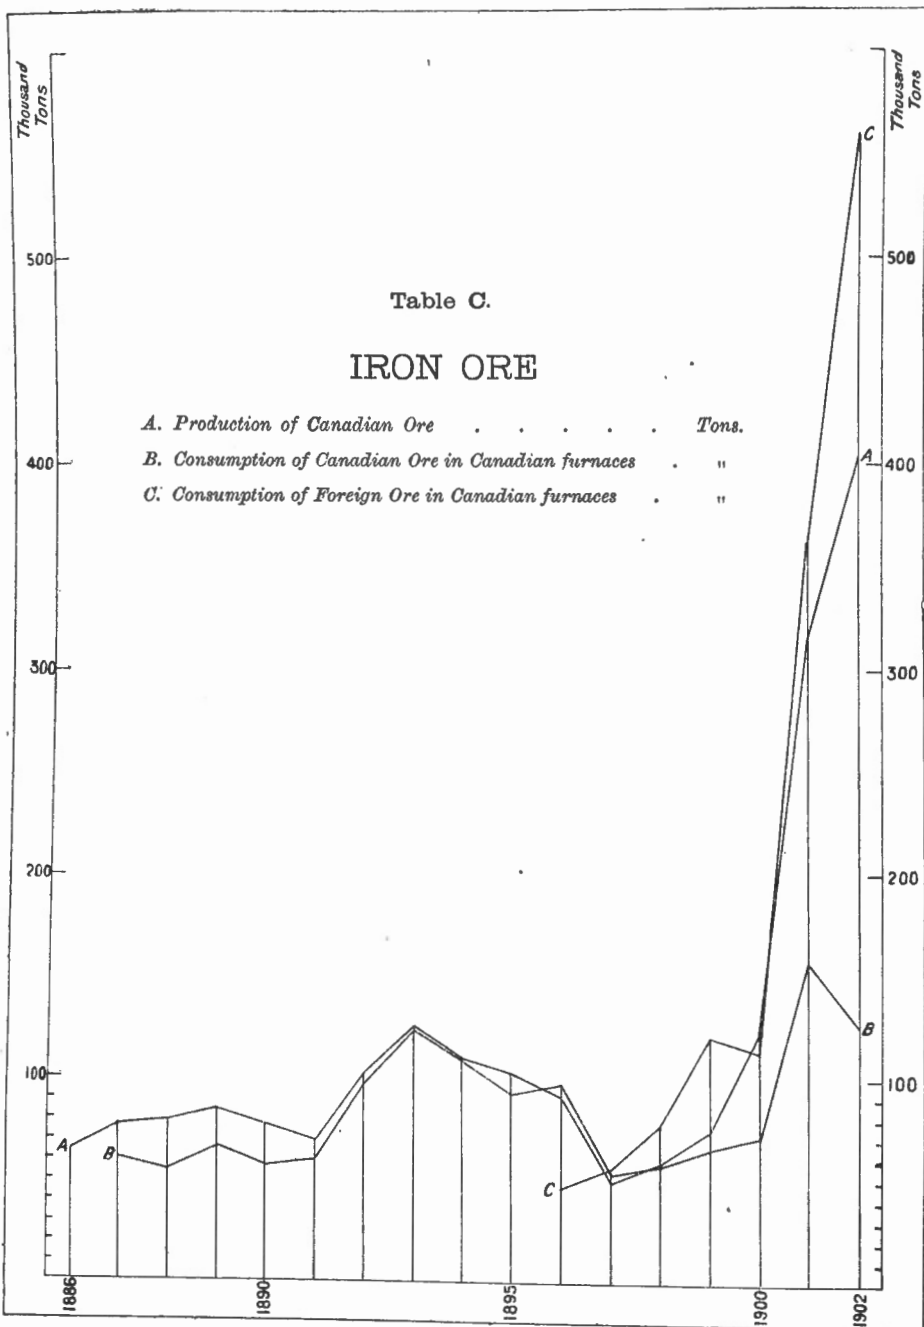 Thousand
Tons
Thousand
Tons
C
500
500
Table C.
IRON ORE
A. Production of Canadian Ore . . . . . Tons.
B. Consumption of Canadian Ore in Canadian furnaces . "
C. Consumption of Foreign Ore in Canadian furnaces . "
400
A
400
300
300
200
200
B
100
100
A
B
C
1886
1890
1895
1900
1902